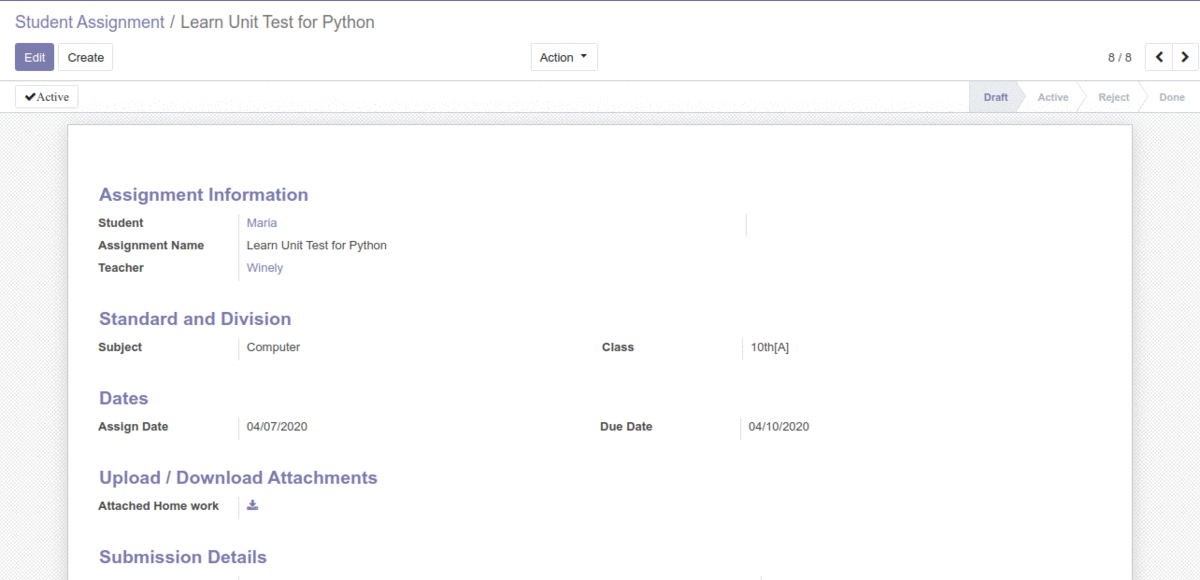 Student Assignment / Learn Unit Test for Python
Edit Create Action 8 / 8
Active Draft Active Reject Done
Assignment Information
Student Maria
Assignment Name Learn Unit Test for Python
Teacher Winely
Standard and Division
Subject Computer Class 10th[A]
Dates
Assign Date 04/07/2020 Due Date 04/10/2020
Upload / Download Attachments
Attached Home work
Submission Details